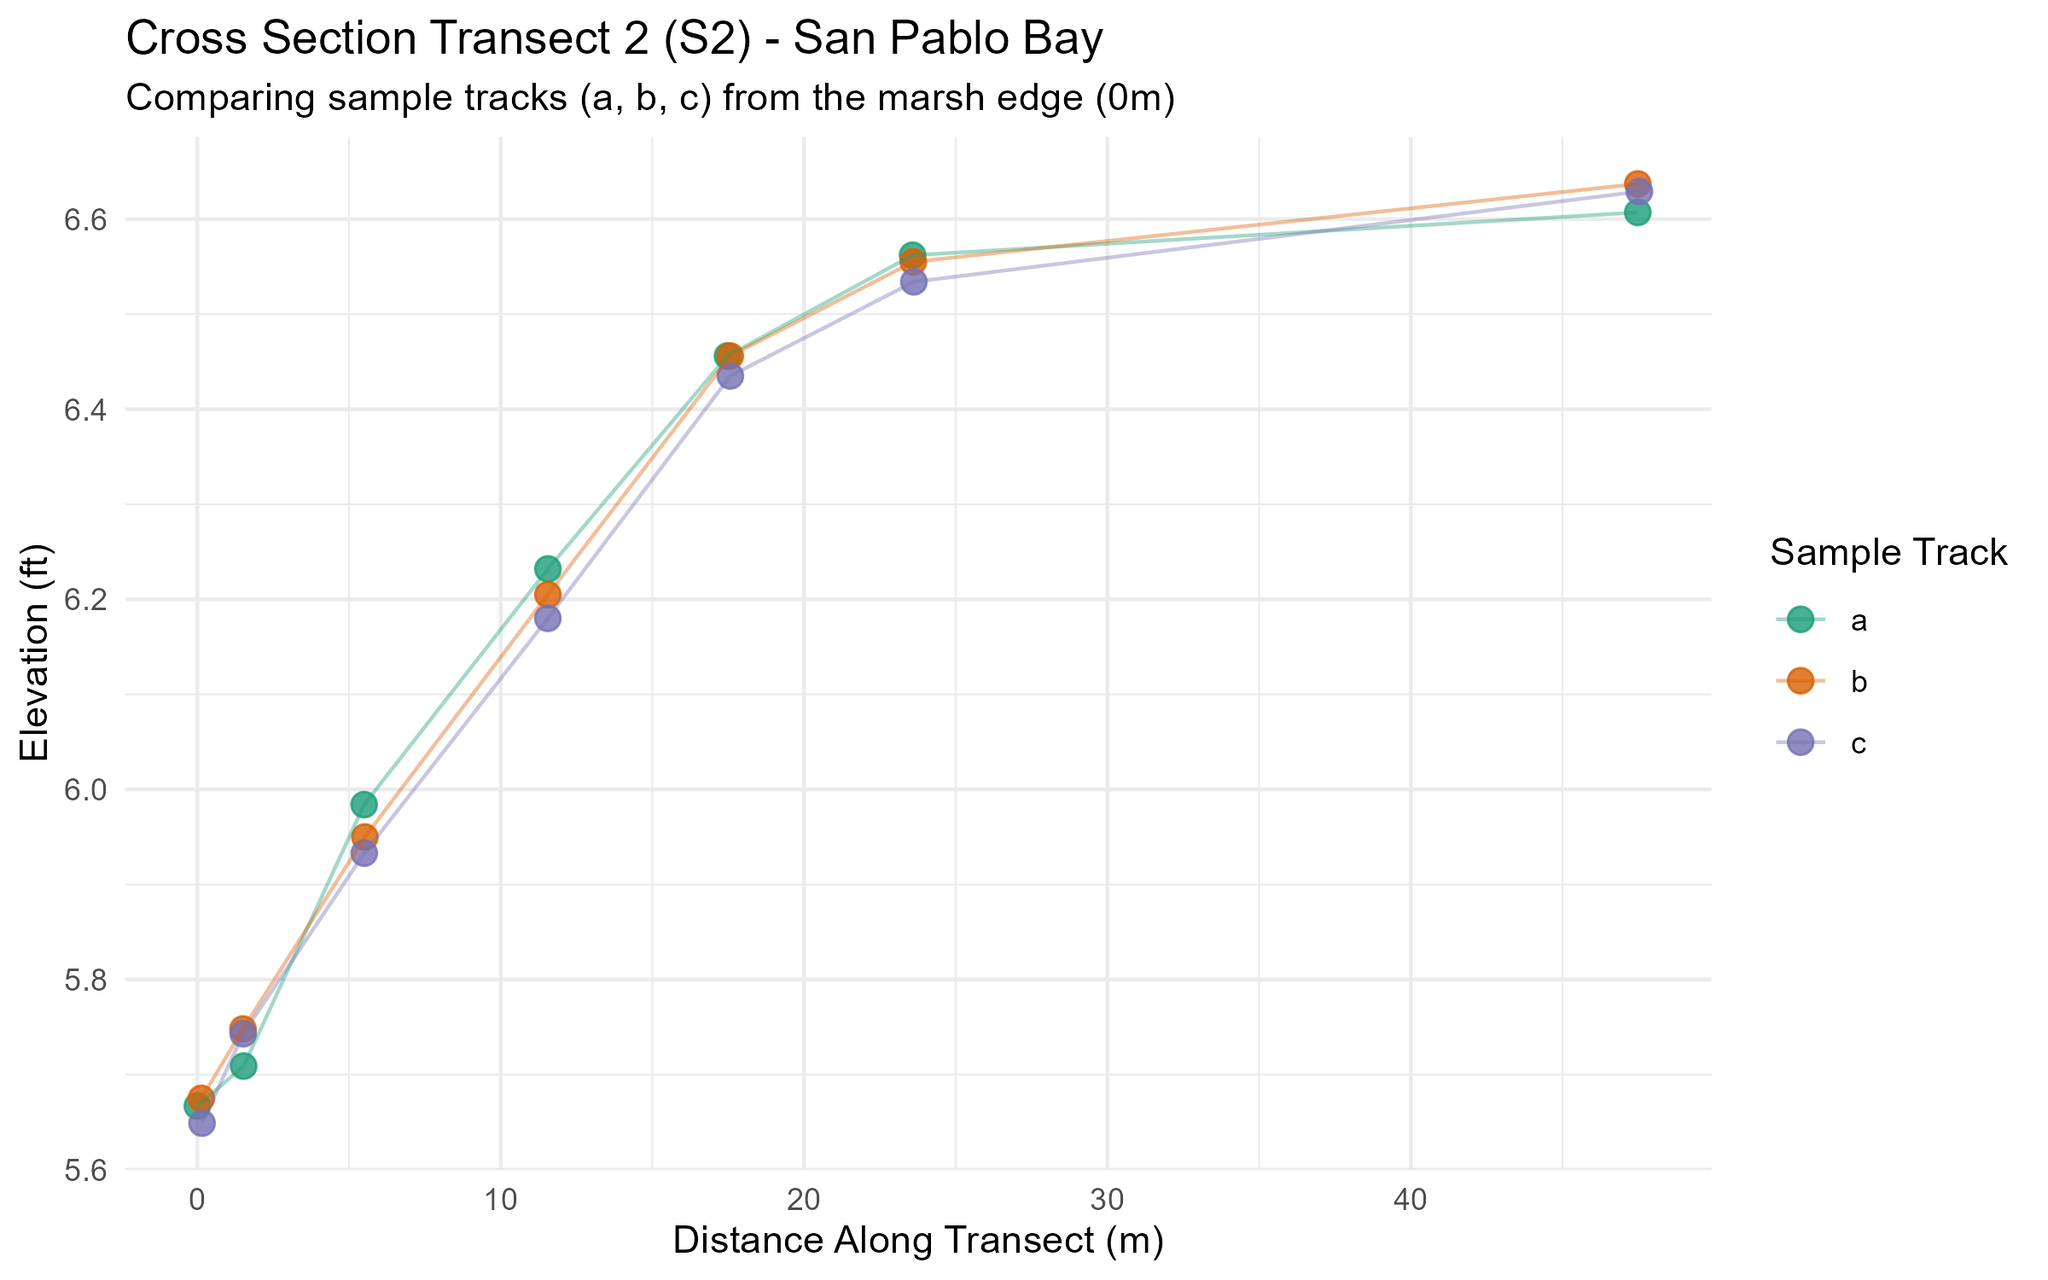 Cross Section Transect 2 (S2) - San Pablo Bay
Comparing sample tracks (a, b, c) from the marsh edge (0m)
Elevation (ft)
6.6
6.4
6.2
6.0
5.8
5.6
0 10 20 30 40
Distance Along Transect (m)
Sample Track
a
b
c